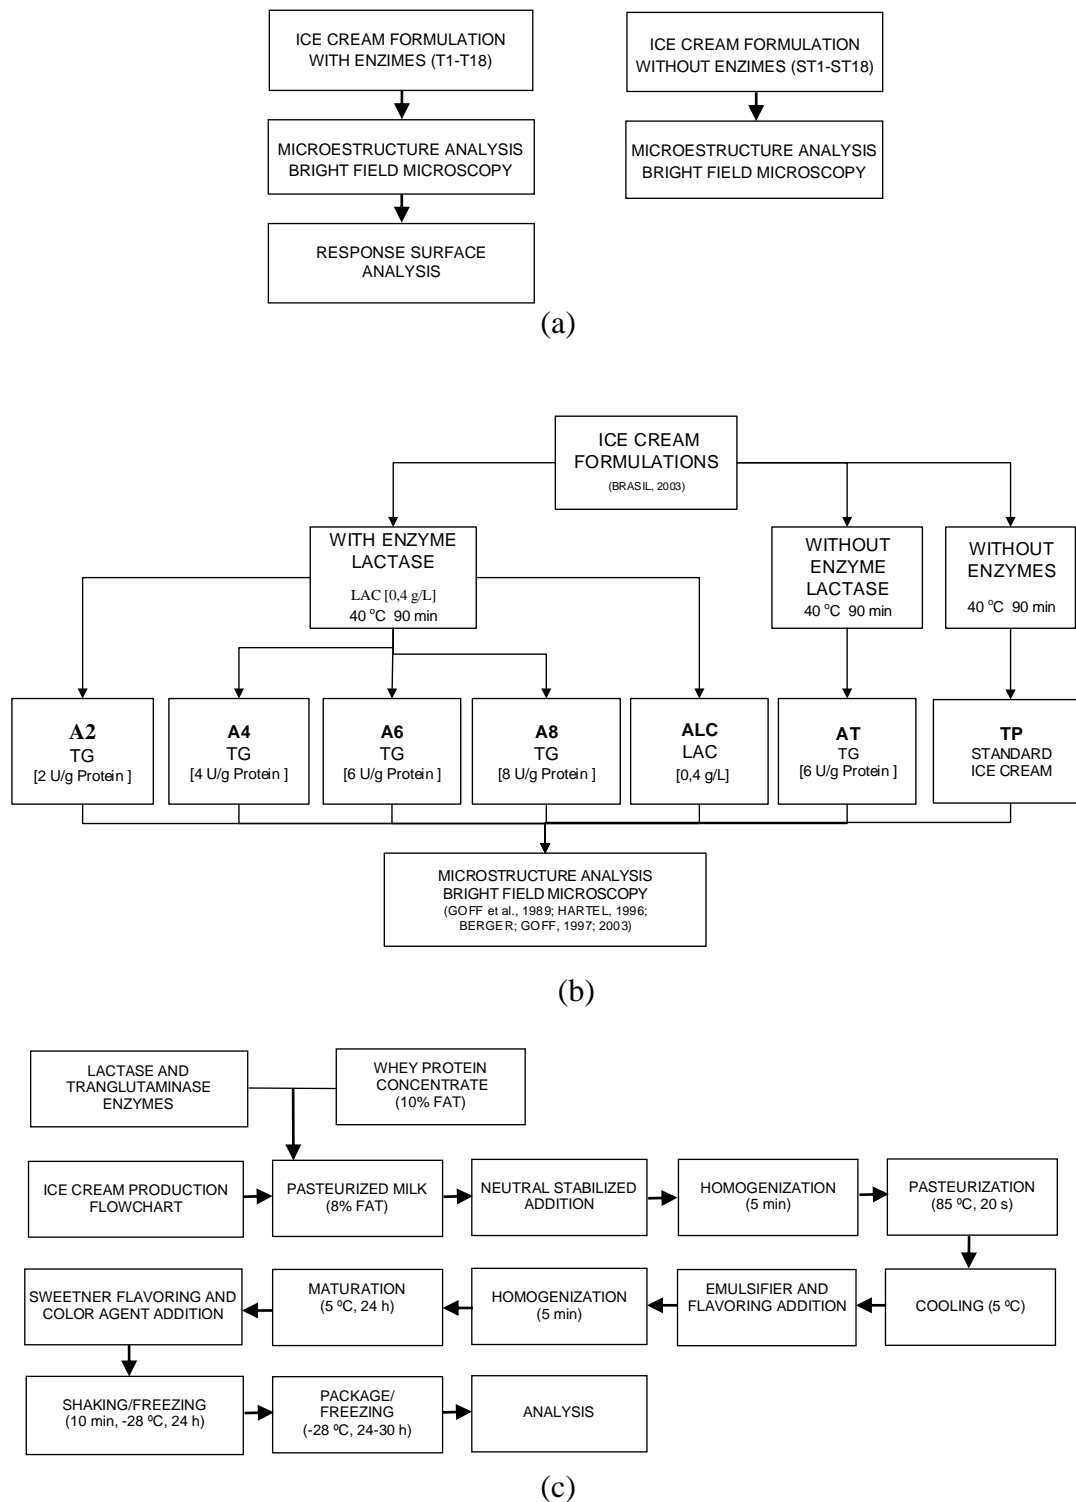 ICE CREAM FORMULATION
WITH ENZIMES (T1-T18)
ICE CREAM FORMULATION
WITHOUT ENZIMES (ST1-ST18)
MICROESTRUCTURE ANALYSIS
BRIGHT FIELD MICROSCOPY
MICROESTRUCTURE ANALYSIS
BRIGHT FIELD MICROSCOPY
RESPONSE SURFACE
ANALYSIS
(a)
ICE CREAM
FORMULATIONS
(BRASIL, 2003)
WITH ENZYME
LACTASE
LAC [0,4 g/L]
40 °C 90 min
WITHOUT
ENZYME
LACTASE
40 °C 90 min
WITHOUT
ENZYMES
40 °C 90 min
A2
TG
[2 U/g Protein ]
A4
TG
[4 U/g Protein ]
A6
TG
[6 U/g Protein ]
A8
TG
[8 U/g Protein ]
ALC
LAC
[0,4 g/L]
AT
TG
[6 U/g Protein ]
TP
STANDARD
ICE CREAM
MICROSTRUCTURE ANALYSIS
BRIGHT FIELD MICROSCOPY
(GOFF et al., 1989; HARTEL, 1996;
BERGER; GOFF, 1997; 2003)
(b)
LACTASE AND
TRANGLUTAMINASE
ENZYMES
WHEY PROTEIN
CONCENTRATE
(10% FAT)
ICE CREAM PRODUCTION
FLOWCHART
PASTEURIZED MILK
(8% FAT)
NEUTRAL STABILIZED
ADDITION
HOMOGENIZATION
(5 min)
PASTEURIZATION
(85 ºC, 20 s)
SWEETNER FLAVORING AND
COLOR AGENT ADDITION
MATURATION
(5 ºC, 24 h)
HOMOGENIZATION
(5 min)
EMULSIFIER AND
FLAVORING ADDITION
COOLING (5 ºC)
SHAKING/FREEZING
(10 min, -28 ºC, 24 h)
PACKAGE/
FREEZING
(-28 ºC, 24-30 h)
ANALYSIS
(c)